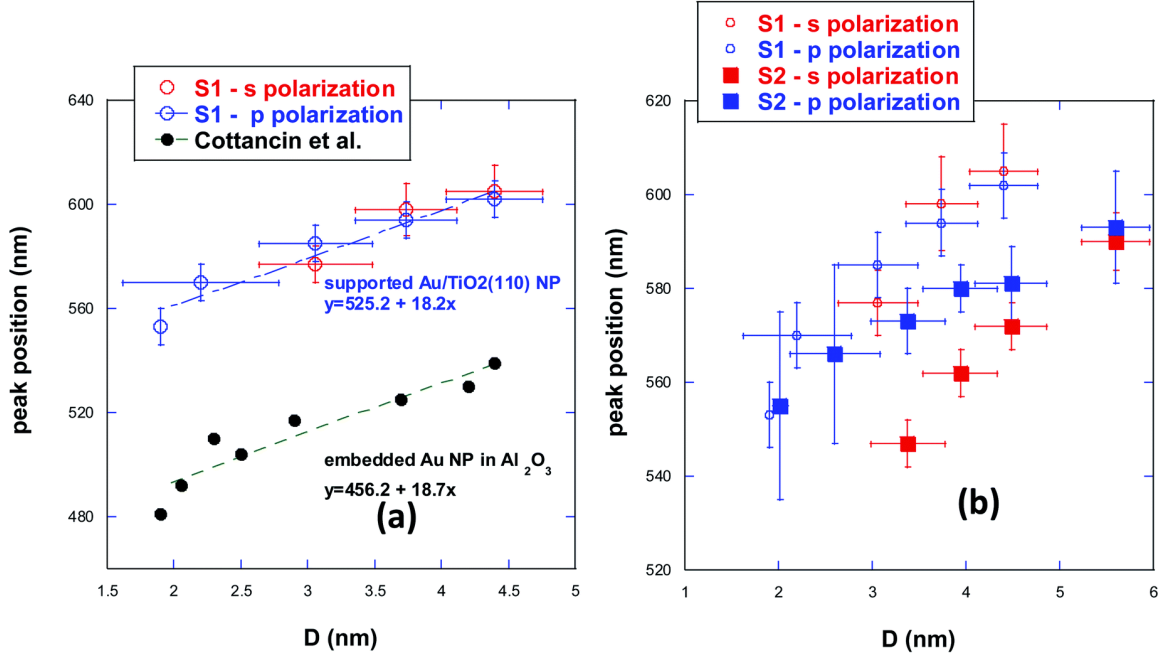 S1 - s polarization
S1 - p polarization
Cottancin et al.
peak position (nm)
640
600
560
520
480
supported Au/TiO2(110) NP
y=525.2 + 18.2x
embedded Au NP in Al2O3
y=456.2 + 18.7x
(a)
1.5 2 2.5 3 3.5 4 4.5 5
D (nm)
S1 - s polarization
S1 - p polarization
S2 - s polarization
S2 - p polarization
peak position (nm)
620
600
580
560
540
520
(b)
1 2 3 4 5 6
D (nm)